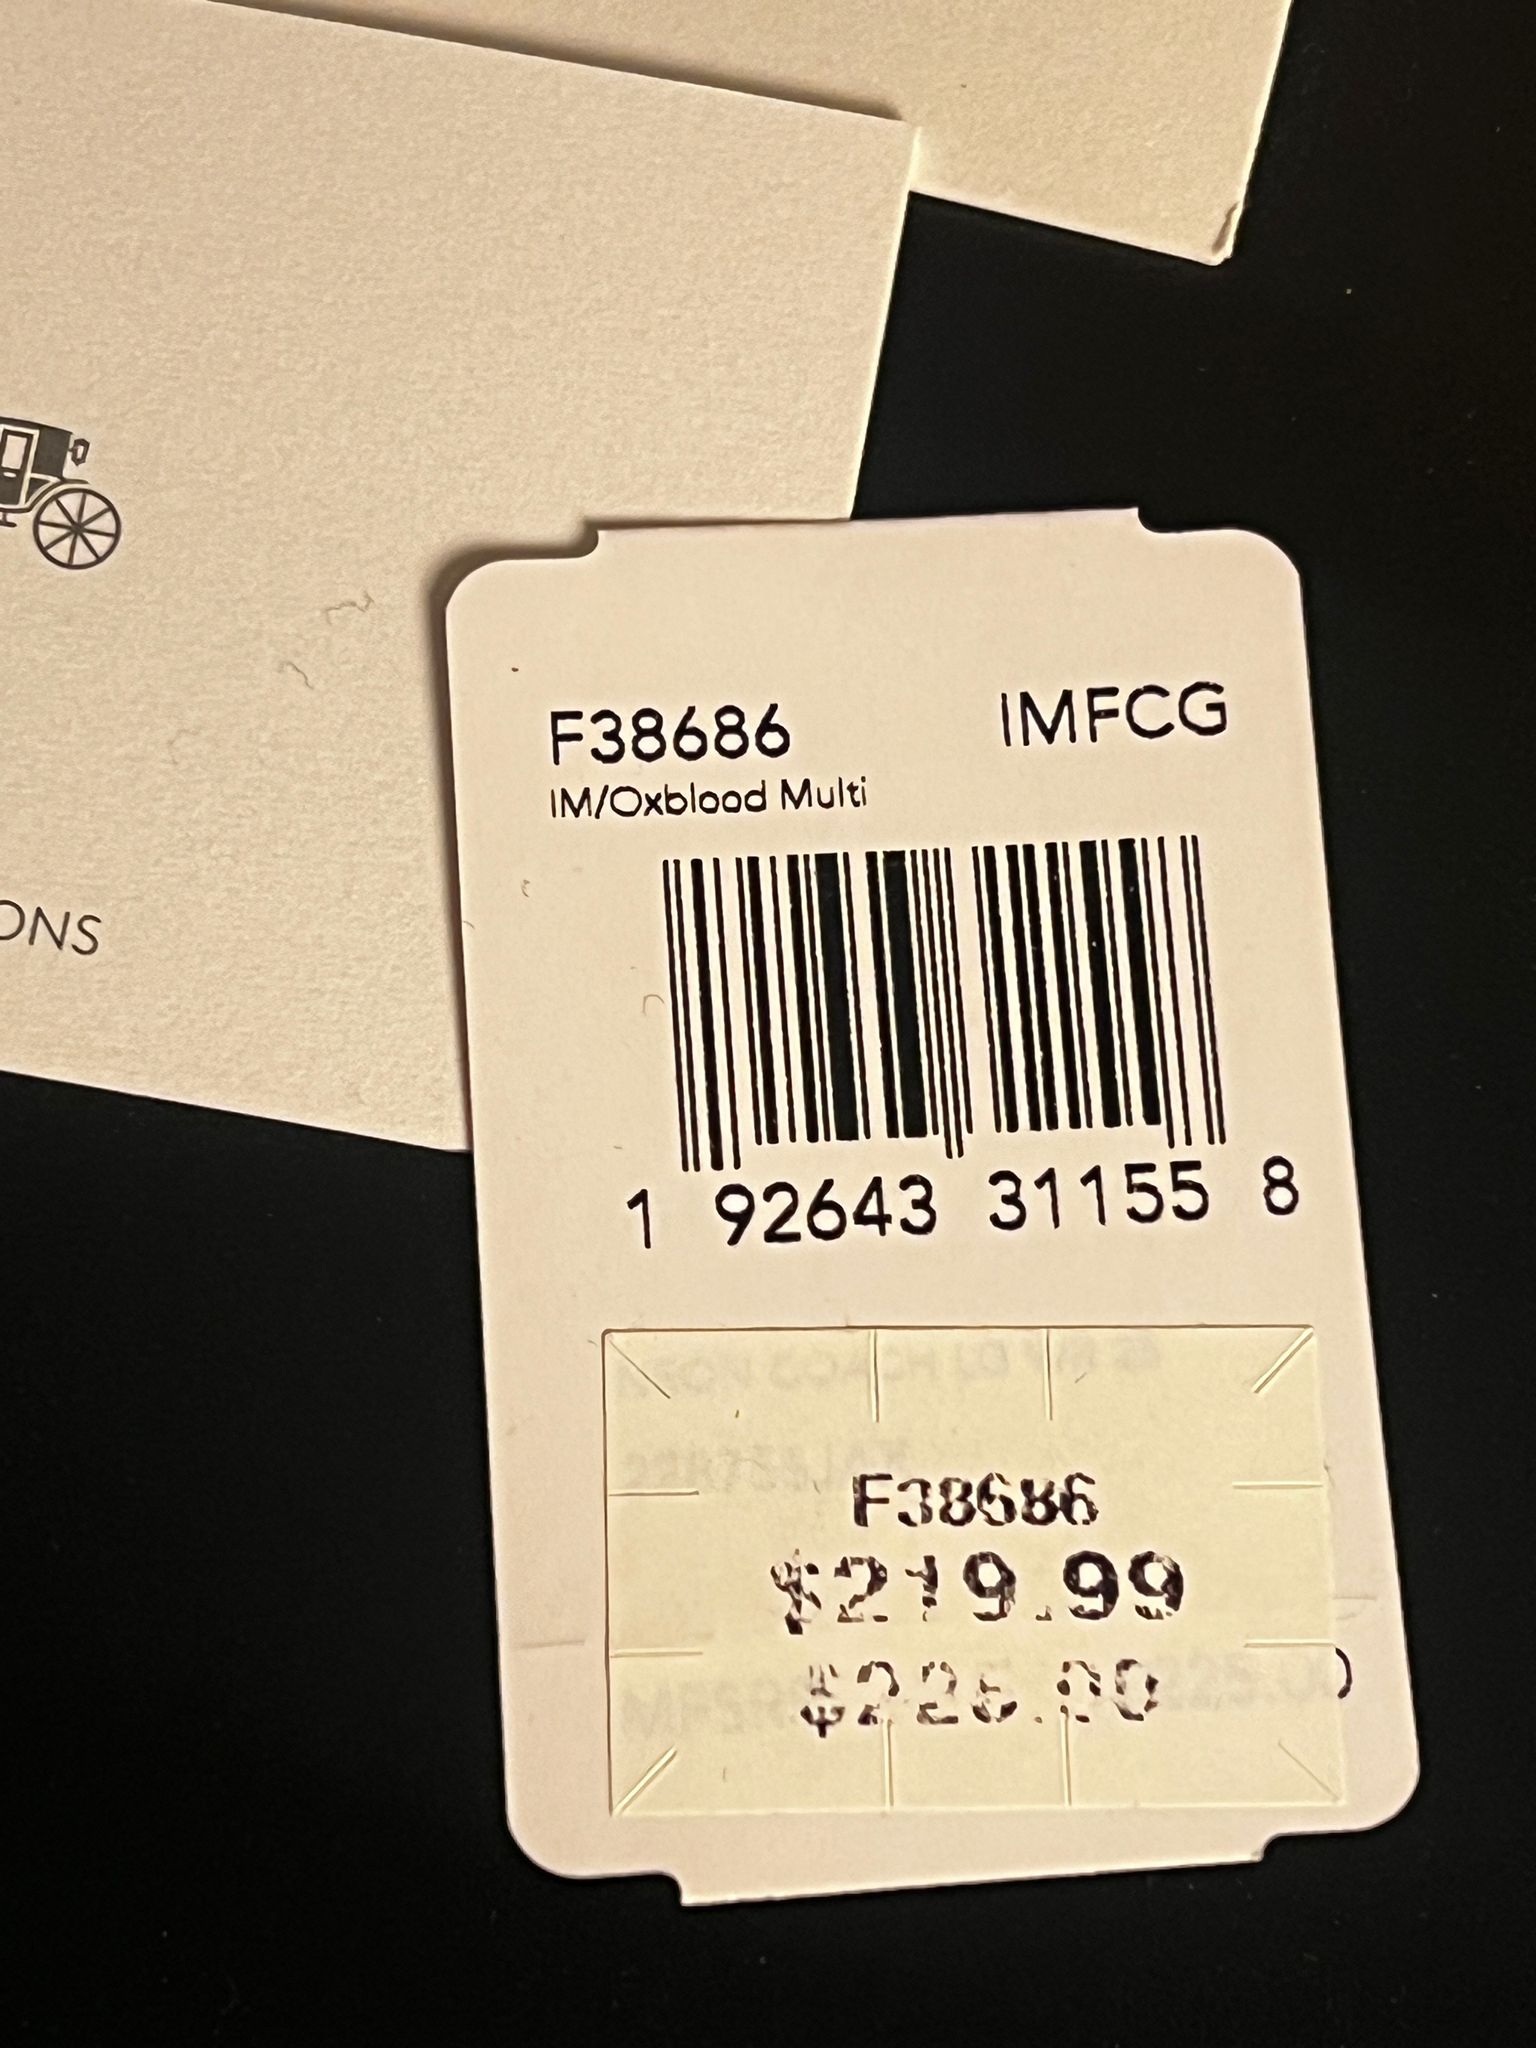 F38686 IMFCG
IM/Oxblood Multi
1 92643 31155 8
ONS
F38686
$219.99
$225.00